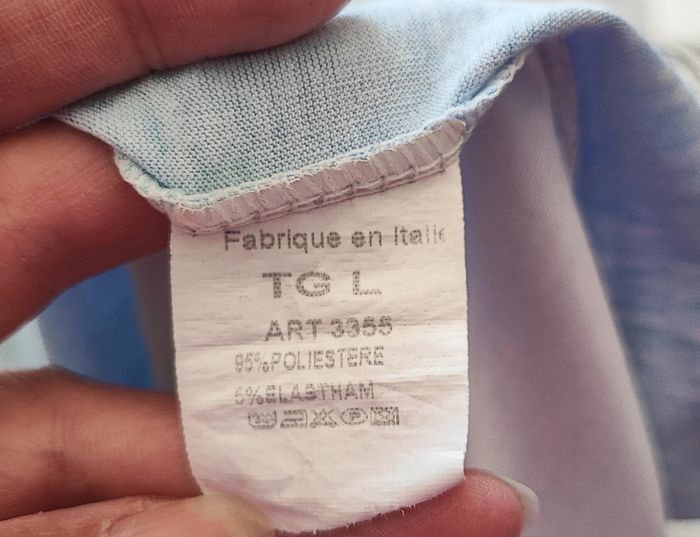 Fabrique en Italie
TG L
ART 3355
95% POLIESTERE
5%ELASTHAM